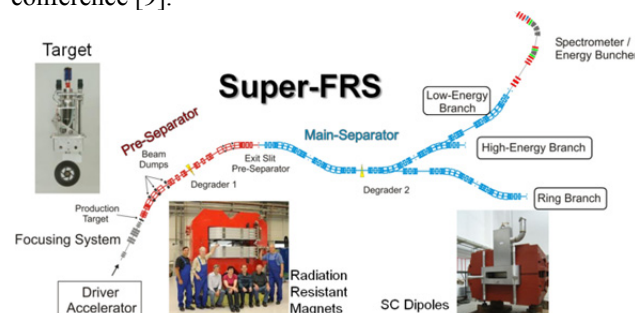 conference [9].
Target
Super-FRS
Spectrometer /
Energy Buncher
Low-Energy
Branch
Pre-Separator
Main-Separator
High-Energy Branch
Beam
Dumps
Exit Slit
Pre-Separator
Degrader 1
Degrader 2
Ring Branch
Production
Target
Focusing System
Driver
Accelerator
Radiation
Resistant
Magnets
SC Dipoles